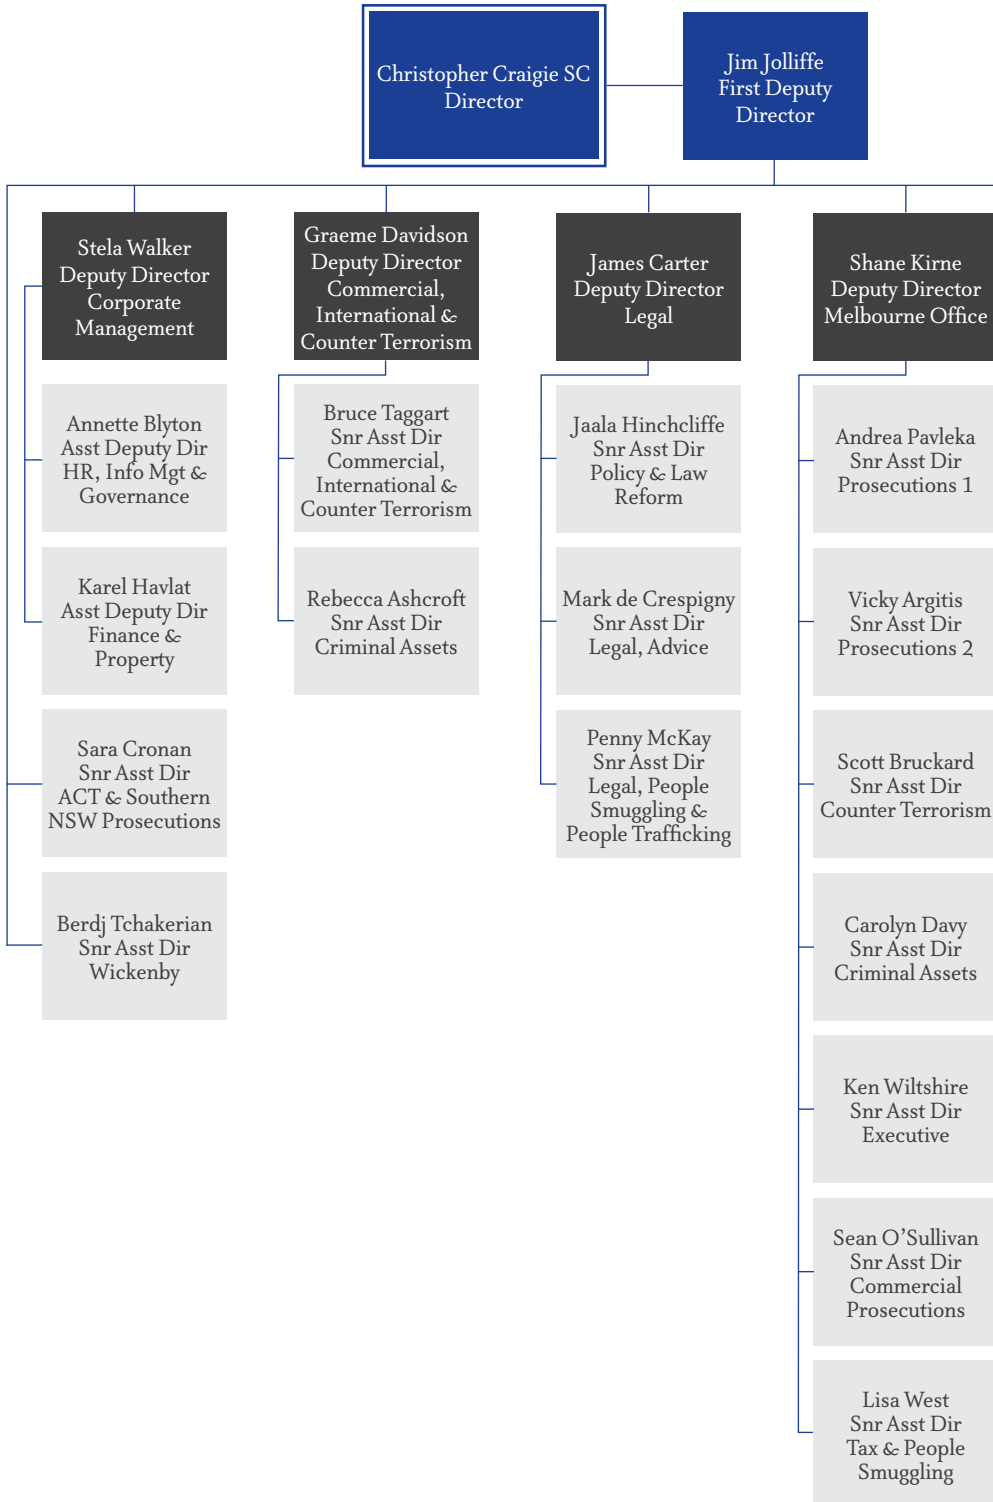 Christopher Craigie SC
Director
Jim Jolliffe
First Deputy
Director
Stela Walker
Deputy Director
Corporate
Management
Graeme Davidson
Deputy Director
Commercial,
International &
Counter Terrorism
James Carter
Deputy Director
Legal
Shane Kirne
Deputy Director
Melbourne Office
Annette Blyton
Asst Deputy Dir
HR, Info Mgt &
Governance
Bruce Taggart
Snr Asst Dir
Commercial,
International &
Counter Terrorism
Jaala Hinchcliffe
Snr Asst Dir
Policy & Law
Reform
Andrea Pavleka
Snr Asst Dir
Prosecutions 1
Karel Havlat
Asst Deputy Dir
Finance &
Property
Rebecca Ashcroft
Snr Asst Dir
Criminal Assets
Mark de Crespigny
Snr Asst Dir
Legal, Advice
Vicky Argitis
Snr Asst Dir
Prosecutions 2
Sara Cronan
Snr Asst Dir
ACT & Southern
NSW Prosecutions
Penny McKay
Snr Asst Dir
Legal, People
Smuggling &
People Trafficking
Scott Bruckard
Snr Asst Dir
Counter Terrorism
Berdj Tchakerian
Snr Asst Dir
Wickenby
Carolyn Davy
Snr Asst Dir
Criminal Assets
Ken Wiltshire
Snr Asst Dir
Executive
Sean O’Sullivan
Snr Asst Dir
Commercial
Prosecutions
Lisa West
Snr Asst Dir
Tax & People
Smuggling